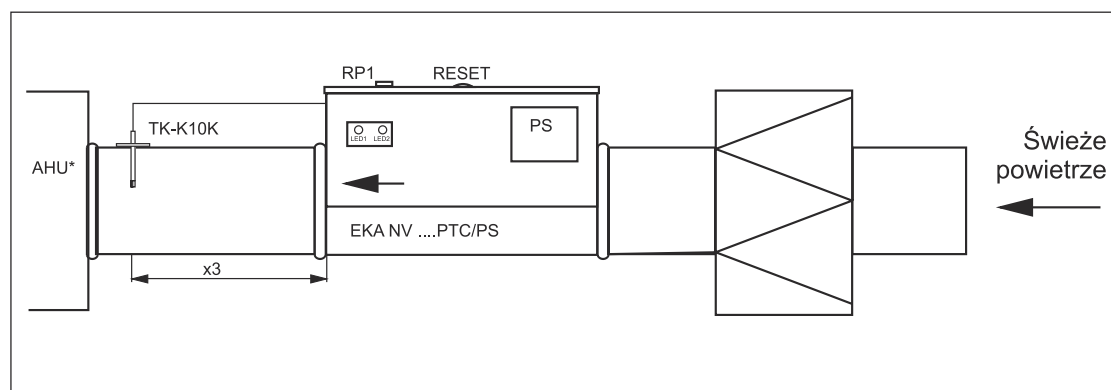 RP1
RESET
TK-K10K
LED1 LED2
PS
AHU*
Świeże
powietrze
EKA NV ....PTC/PS
x3